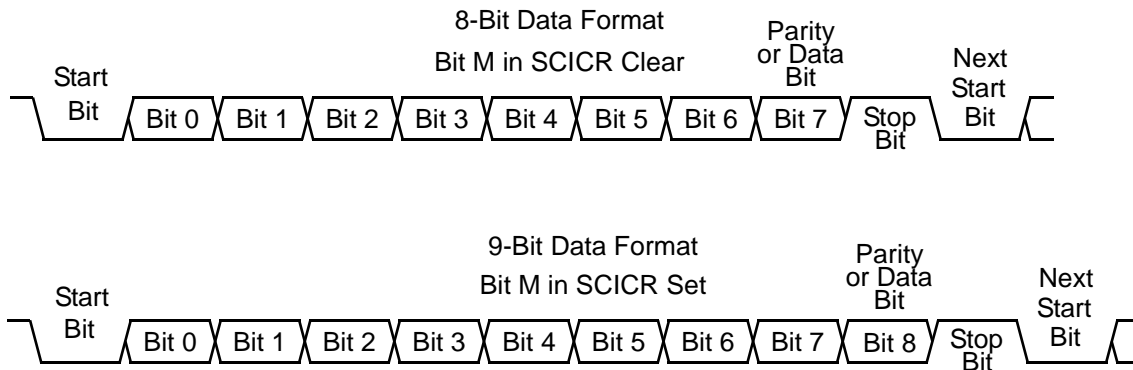 8-Bit Data Format
Bit M in SCICR Clear
Parity
or Data
Bit
Start
Bit
Next
Start
Bit
Bit 0 Bit 1 Bit 2 Bit 3 Bit 4 Bit 5 Bit 6 Bit 7
Stop
Bit
9-Bit Data Format
Bit M in SCICR Set
Parity
or Data
Bit
Start
Bit
Next
Start
Bit
Bit 0 Bit 1 Bit 2 Bit 3 Bit 4 Bit 5 Bit 6 Bit 7 Bit 8
Stop
Bit